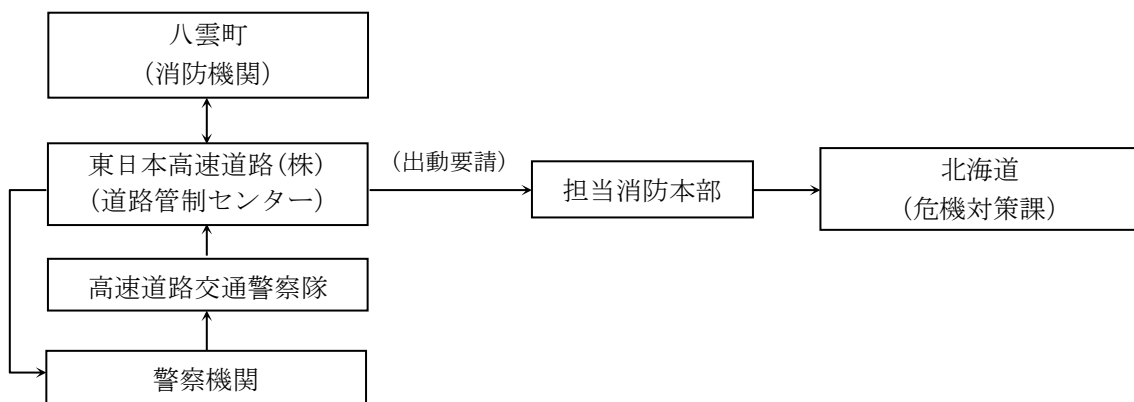 八雲町
(消防機関)
東日本高速道路(株)
(道路管制センター)
(出動要請)
担当消防本部
北海道
(危機対策課)
高速道路交通警察隊
警察機関